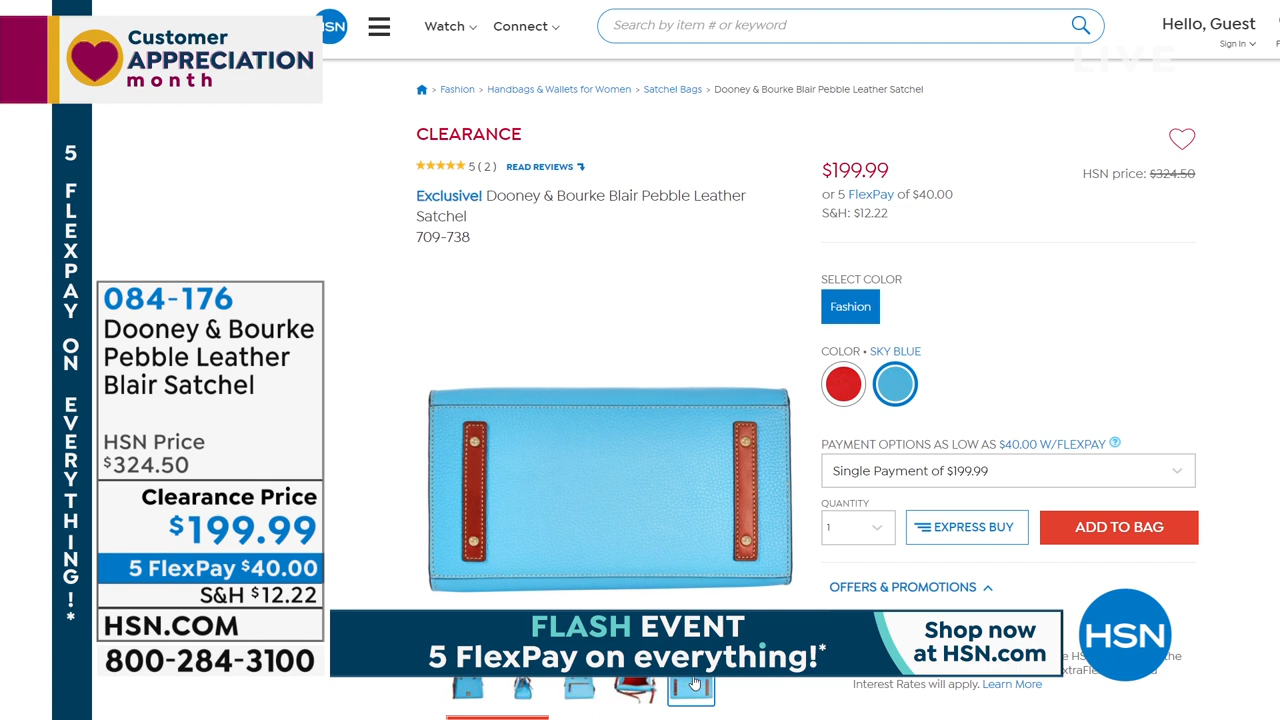 Customer
APPRECIATION
month
HSN
Watch
Connect
Search by item # or keyword
Hello, Guest
Sign In
LIVE
Fashion > Handbags & Wallets for Women > Satchel Bags > Dooney & Bourke Blair Pebble Leather Satchel
CLEARANCE
5 ( 2 ) READ REVIEWS
Exclusive! Dooney & Bourke Blair Pebble Leather
Satchel
709-738
$199.99
HSN price: $324.50
or 5 FlexPay of $40.00
S&H: $12.22
SELECT COLOR
Fashion
COLOR • SKY BLUE
PAYMENT OPTIONS AS LOW AS $40.00 W/FLEXPAY ?
Single Payment of $199.99
QUANTITY
1
EXPRESS BUY
ADD TO BAG
OFFERS & PROMOTIONS
the
Interest Rates will apply. Learn More
5 FLEXPAY ON EVERYTHING!*
084-176
Dooney & Bourke
Pebble Leather
Blair Satchel
HSN Price
$324.50
Clearance Price
$199.99
5 FlexPay $40.00
S&H $12.22
HSN.COM
800-284-3100
FLASH EVENT
5 FlexPay on everything!*
Shop now
at HSN.com
HSN